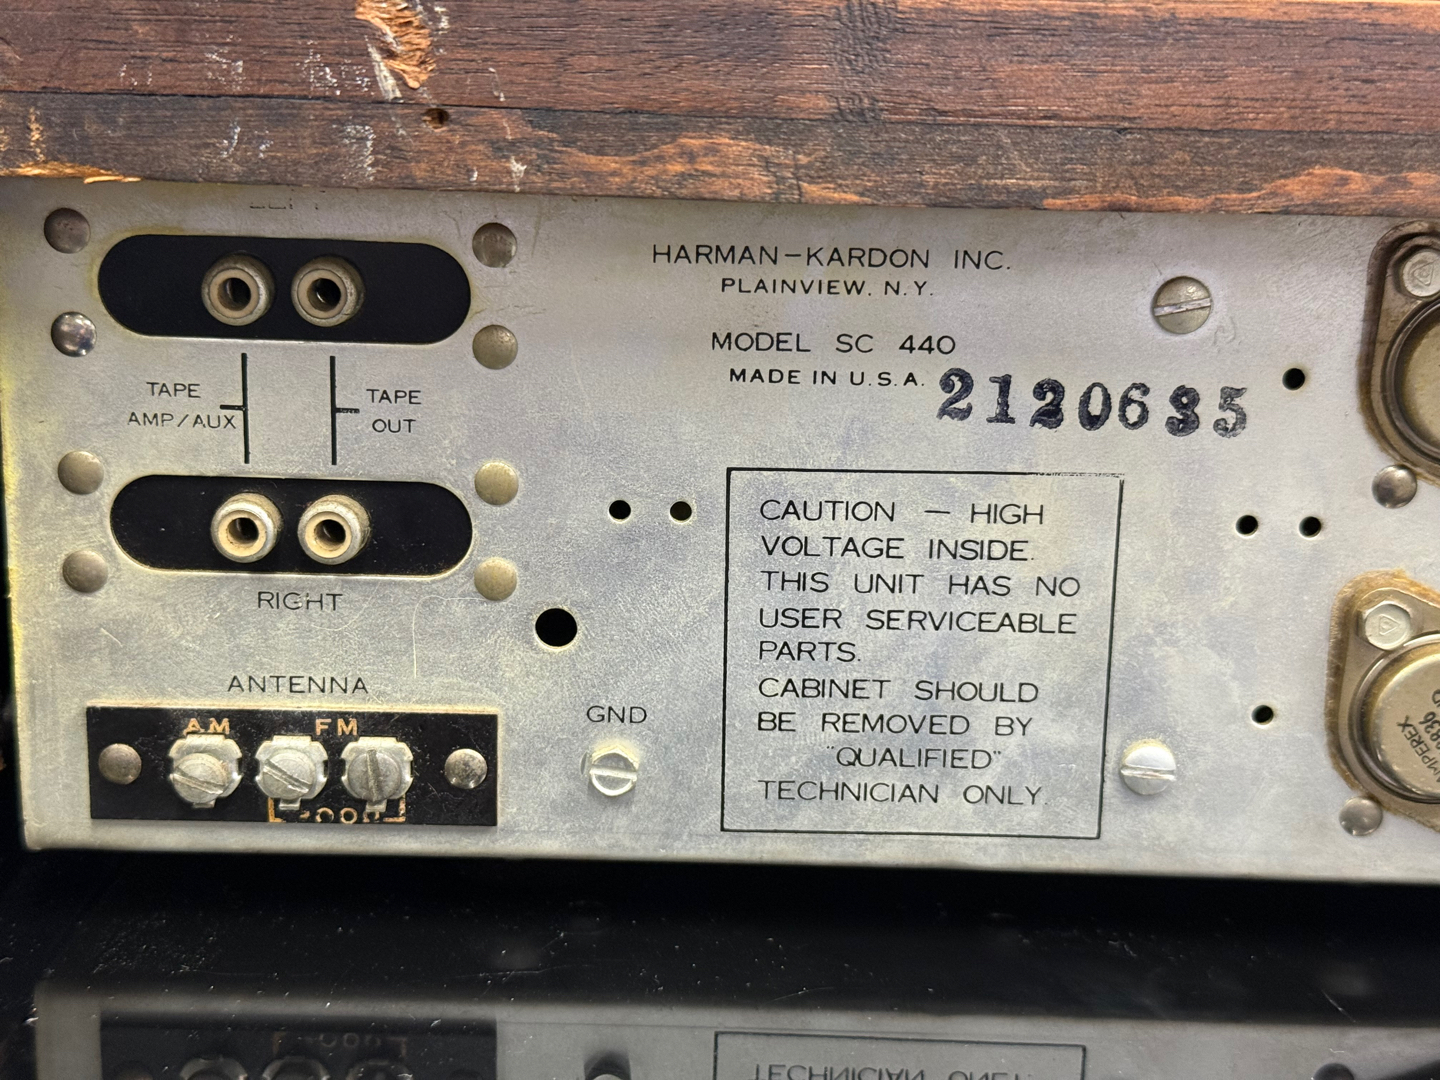 HARMAN-KARDON INC.
PLAINVIEW. N.Y.
MODEL SC 440
MADE IN U.S.A. 2120635
TAPE
AMP/AUX
TAPE
OUT
RIGHT
ANTENNA
AM FM
GND
CAUTION — HIGH
VOLTAGE INSIDE.
THIS UNIT HAS NO
USER SERVICEABLE
PARTS.
CABINET SHOULD
BE REMOVED BY
"QUALIFIED"
TECHNICIAN ONLY.
AMPEREX